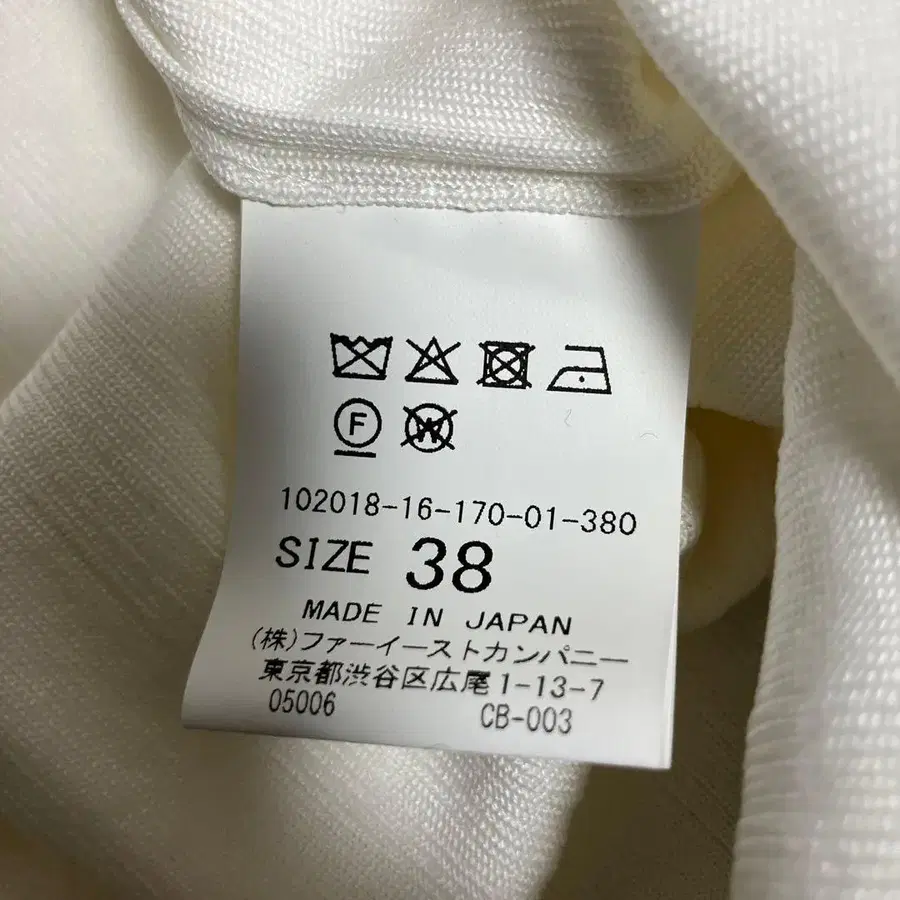 F W
102018-16-170-01-380
SIZE 38
MADE IN JAPAN
(株)ファーイーストカンパニー
東京都渋谷区広尾1-13-7
05006 CB-003